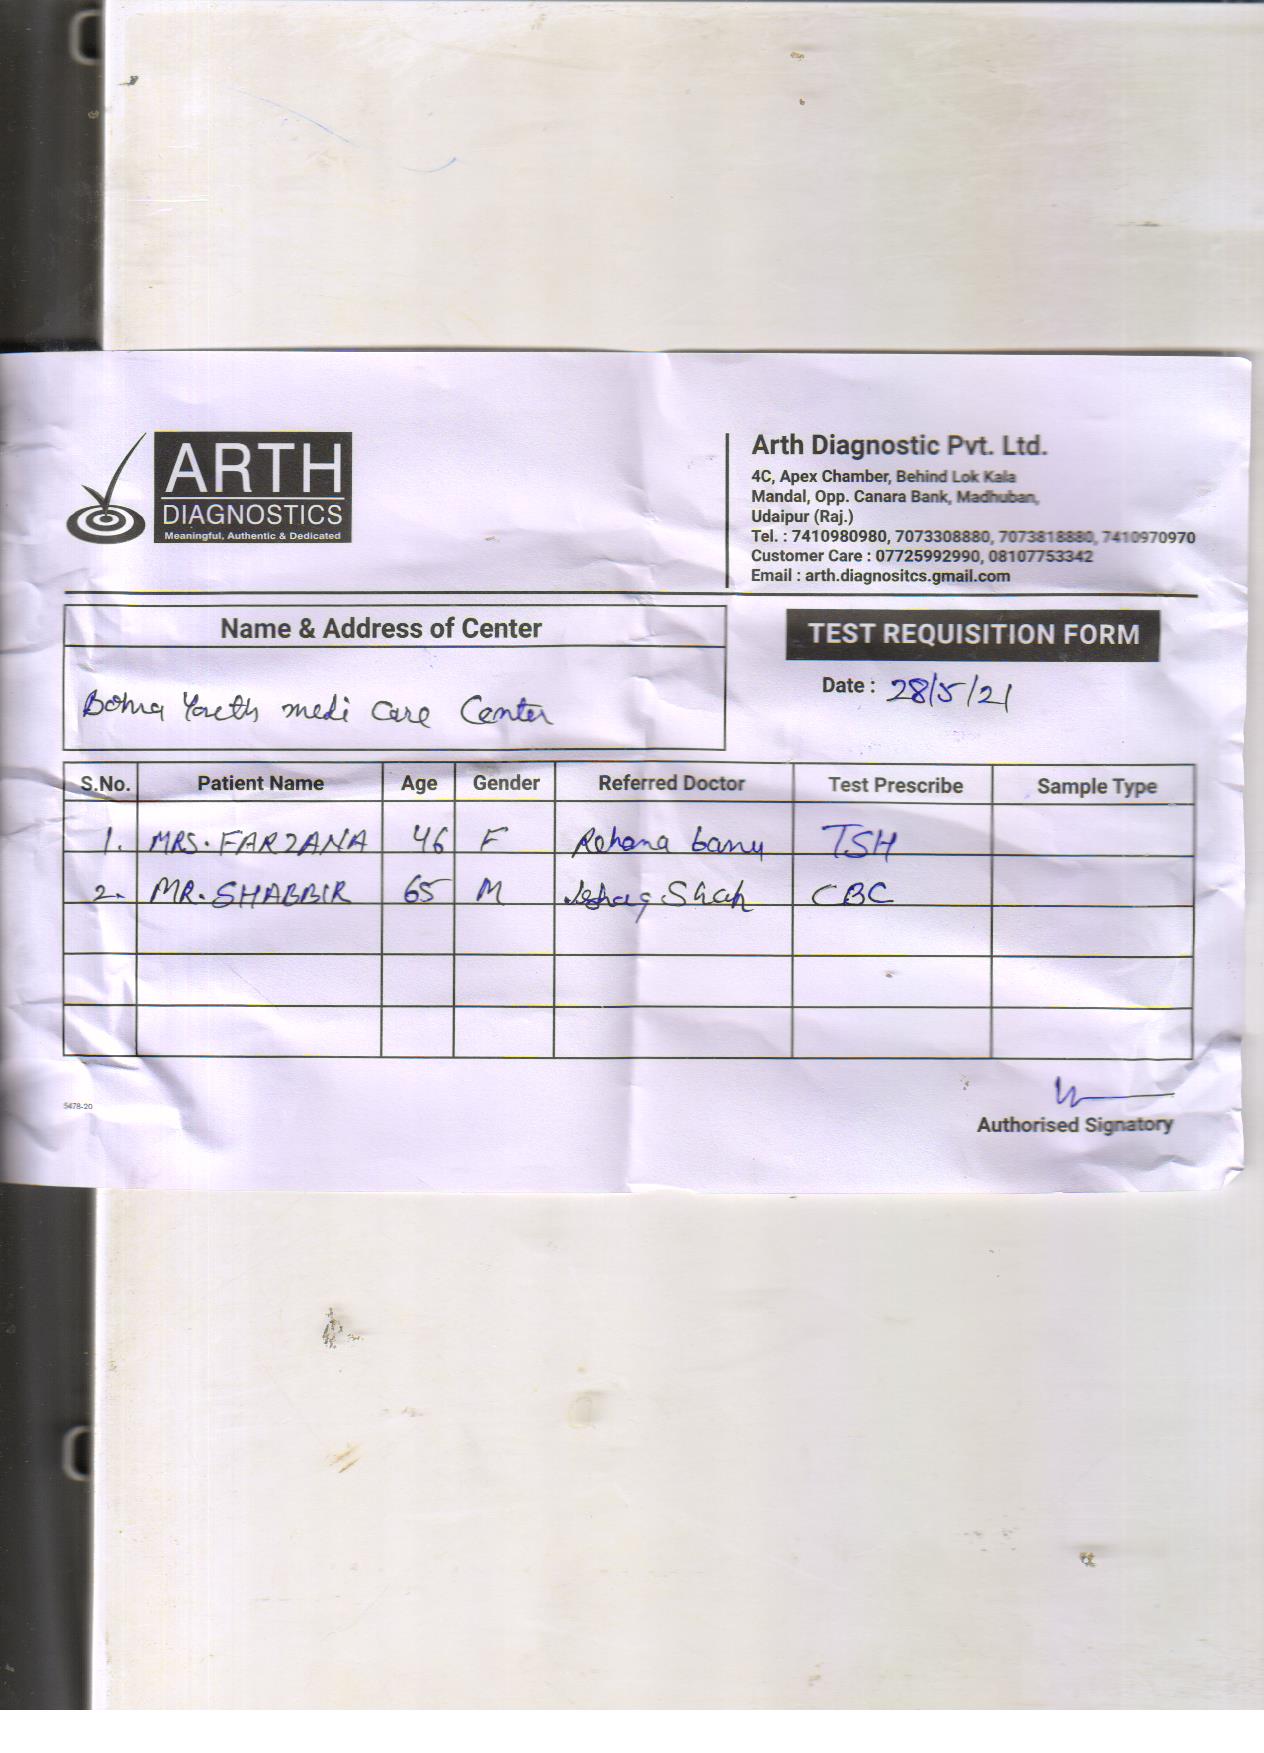 ARTH
DIAGNOSTICS
Meaningful, Authentic & Dedicated
Arth Diagnostic Pvt. Ltd.
4C, Apex Chamber, Behind Lok Kala
Mandal, Opp. Canara Bank, Madhuban,
Udaipur (Raj.)
Tel. : 7410980980, 7073308880, 7073818880, 7410970970
Customer Care : 07725992990, 08107753342
Email : arth.diagnositcs.gmail.com
Name & Address of Center
TEST REQUISITION FORM
Date : 28/5/21
Bohra Youth medi Care Center
S.No. Patient Name Age Gender Referred Doctor Test Prescribe Sample Type
1. MRS. FARZANA 46 F Rehana banu TSH
2. MR. SHABBIR 65 M Shah CBC
5478-20
Authorised Signatory